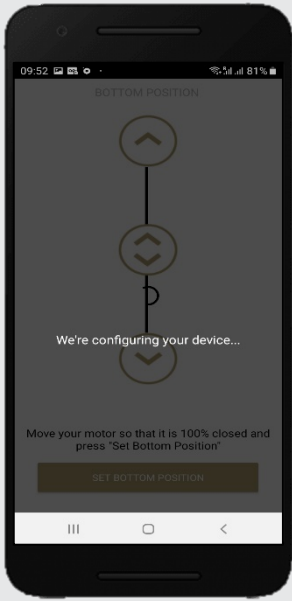 09:52
81%
BOTTOM POSITION
We're configuring your device...
Move your motor so that it is 100% closed and
press "Set Bottom Position"
SET BOTTOM POSITION